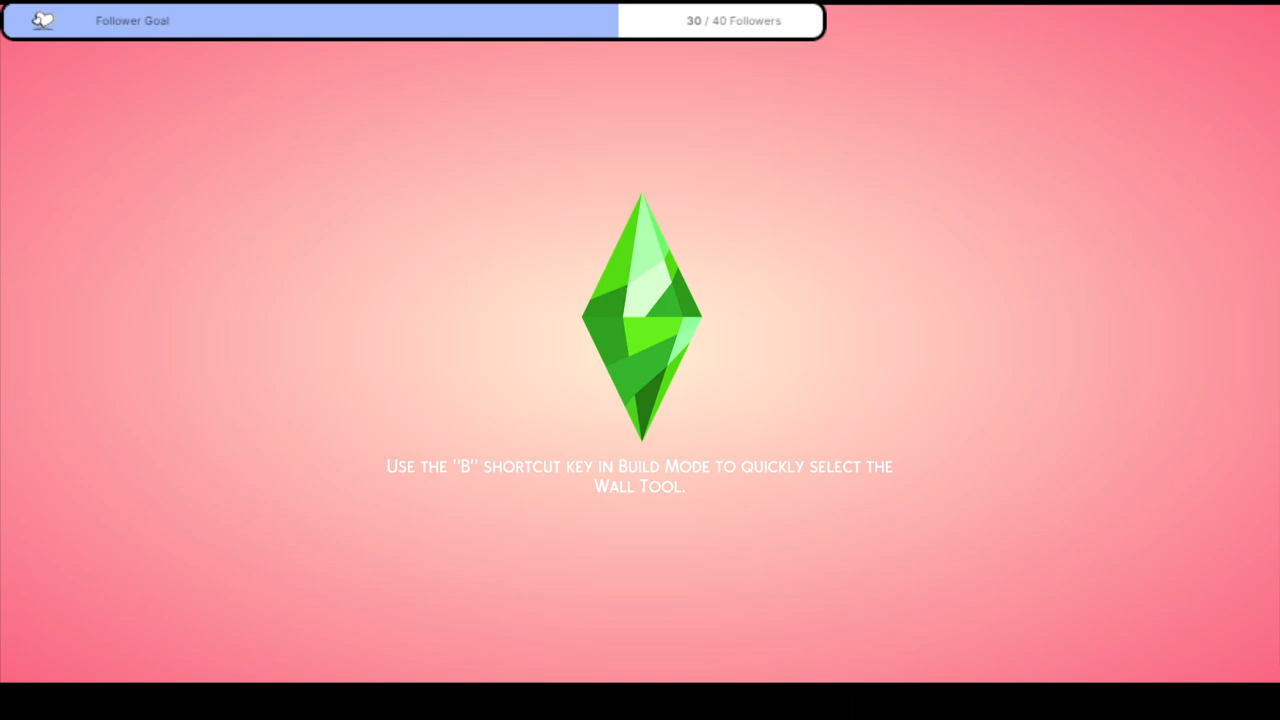 Follower Goal 30 / 40 Followers
USE THE "B" SHORTCUT KEY IN BUILD MODE TO QUICKLY SELECT THE
WALL TOOL.